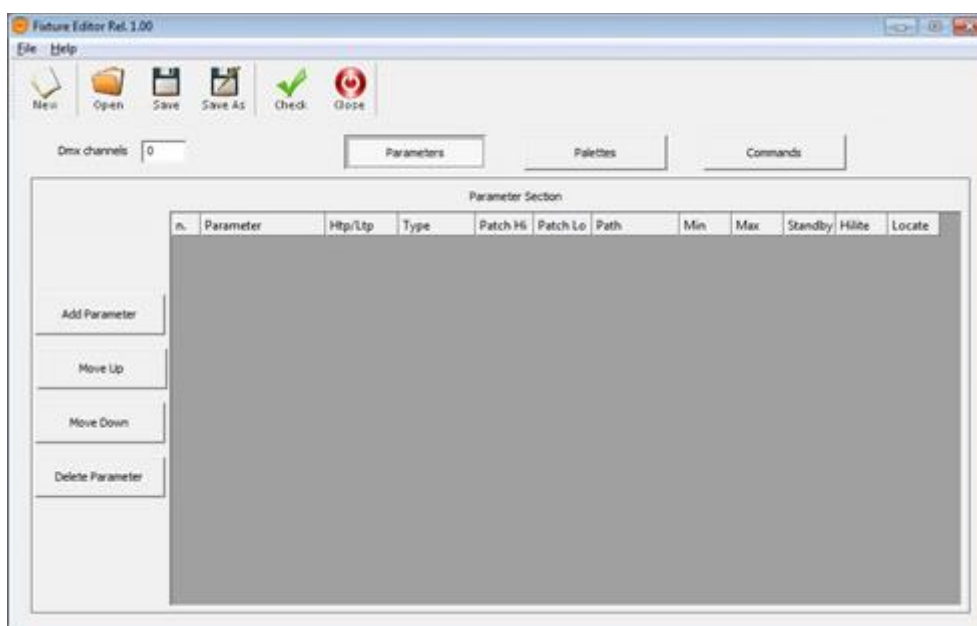 Fixture Editor Rel. 1.00
File Help
New Open Save Save As Check Close
Dmx channels 0 Parameters Palettes Commands
Parameter Section
n. Parameter Htp/Ltp Type Patch Hi Patch Lo Path Min Max Standby Hilite Locate
Add Parameter
Move Up
Move Down
Delete Parameter